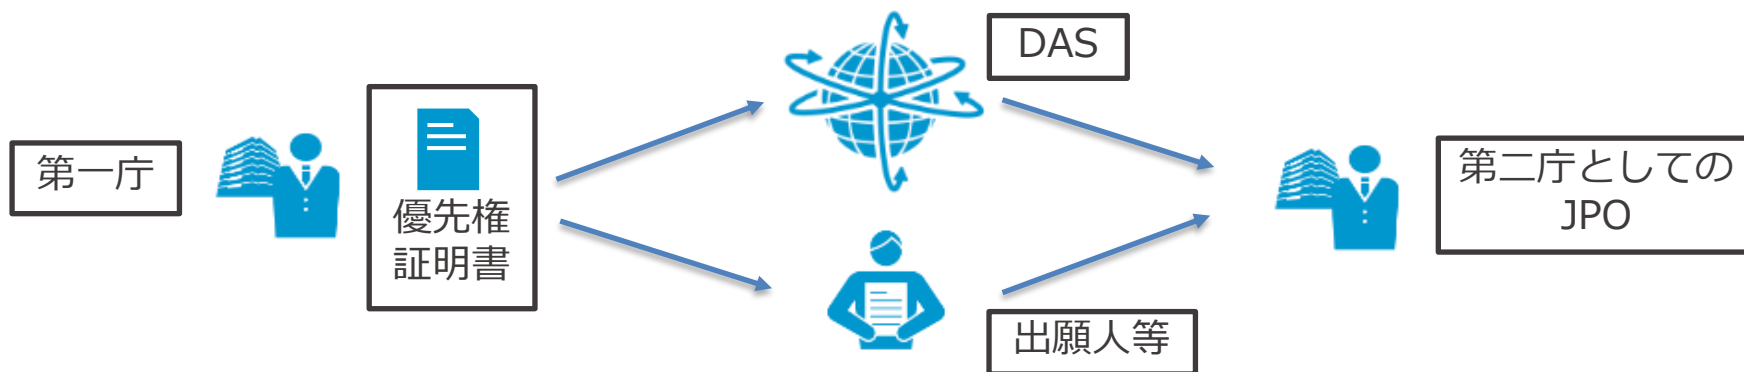 第一庁
優先権
証明書
DAS
出願人等
第二庁としての
JPO